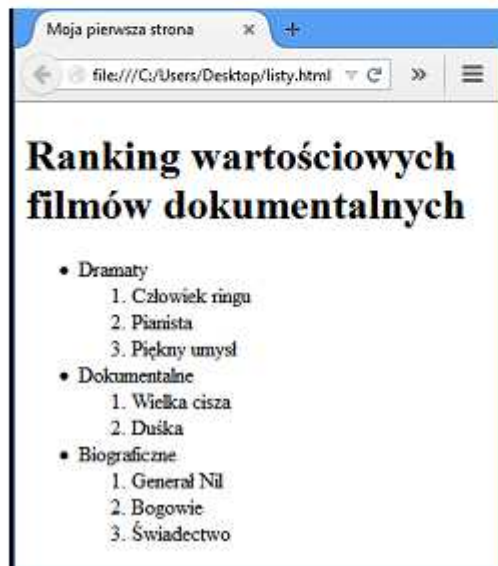 Moja pierwsza strona
file:///C:/Users/Desktop/listy.html
Ranking wartościowych
filmów dokumentalnych
• Dramaty
1. Człowiek ringu
2. Pianista
3. Piękny umysł
• Dokumentalne
1. Wielka cisza
2. Duśka
• Biograficzne
1. Generał Nil
2. Bogowie
3. Świadectwo